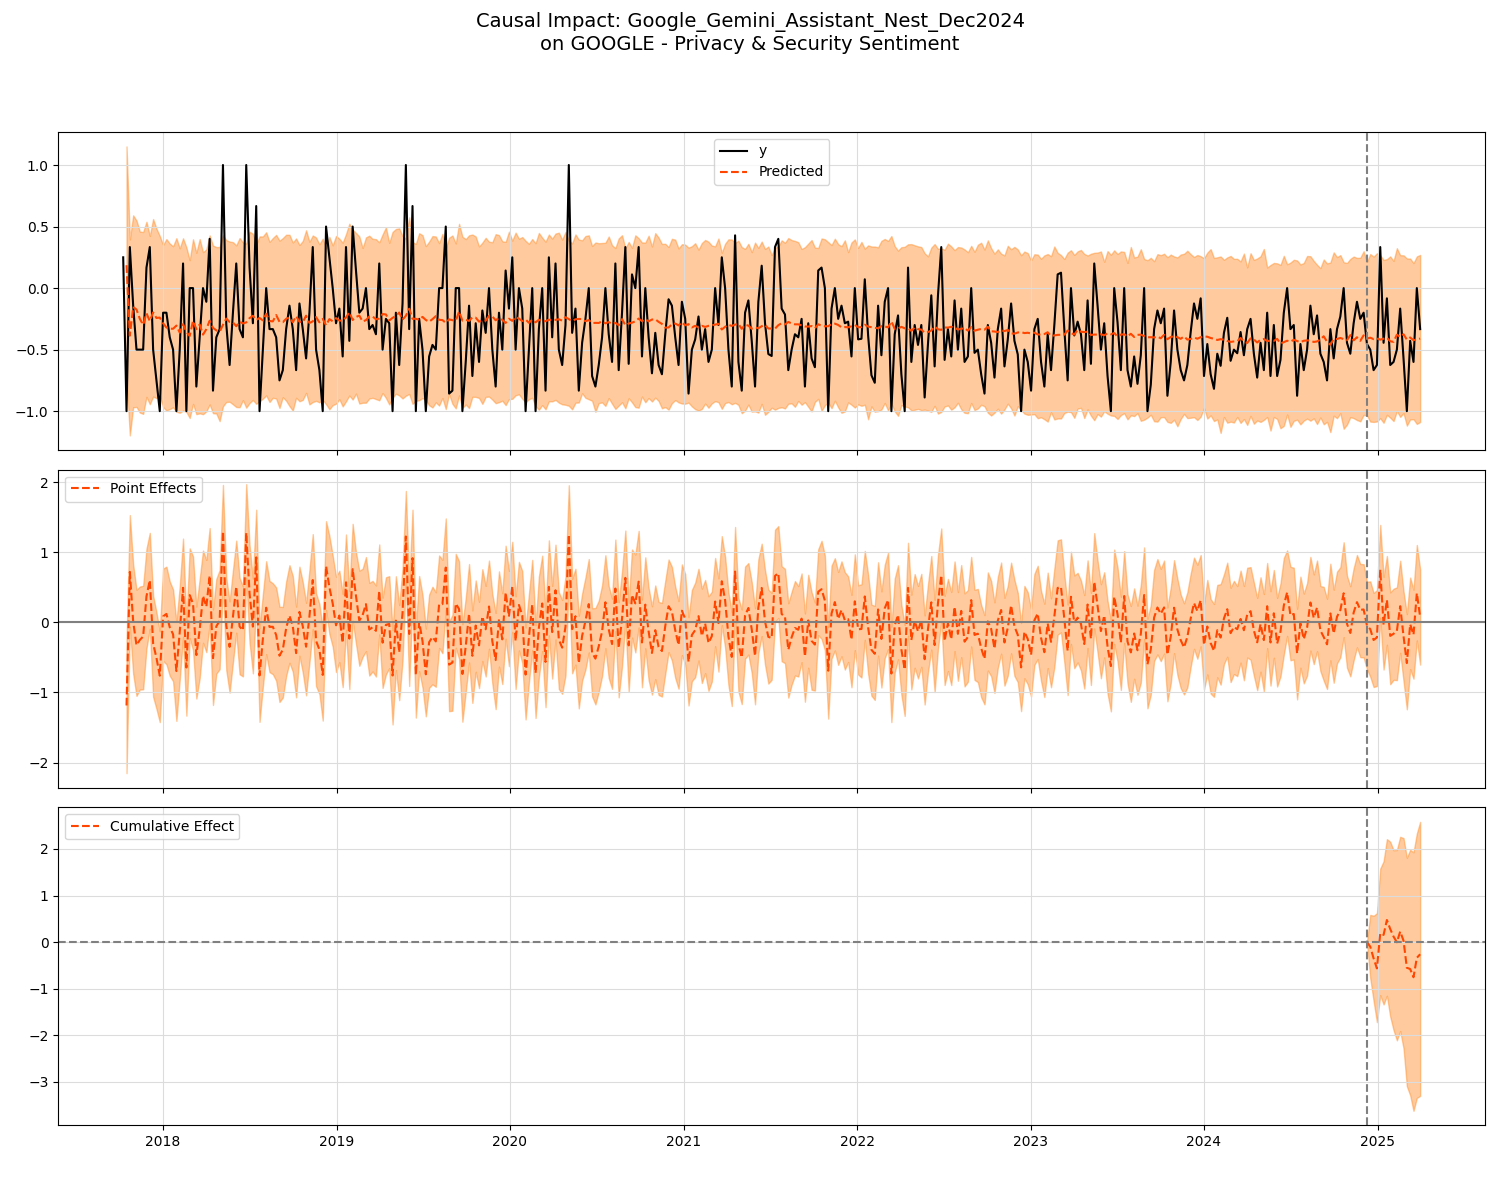 Causal Impact: Google_Gemini_Assistant_Nest_Dec2024
on GOOGLE - Privacy & Security Sentiment
1.0
0.5
0.0
−0.5
−1.0
y
Predicted
2
1
0
−1
−2
Point Effects
2
1
0
−1
−2
−3
Cumulative Effect
2018 2019 2020 2021 2022 2023 2024 2025